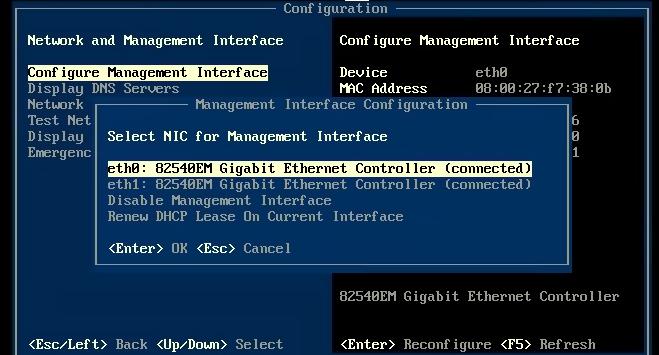 Configuration
Network and Management Interface
Configure Management Interface
Configure Management Interface
Display DNS Servers
Network
Test Net
Display
Emergenc
Device eth0
MAC Address 08:00:27:f7:38:0b
6
0
1
Management Interface Configuration
Select NIC for Management Interface
eth0: 82540EM Gigabit Ethernet Controller (connected)
eth1: 82540EM Gigabit Ethernet Controller (connected)
Disable Management Interface
Renew DHCP Lease On Current Interface
<Enter> OK <Esc> Cancel
82540EM Gigabit Ethernet Controller
<Esc/Left> Back <Up/Down> Select
<Enter> Reconfigure <F5> Refresh